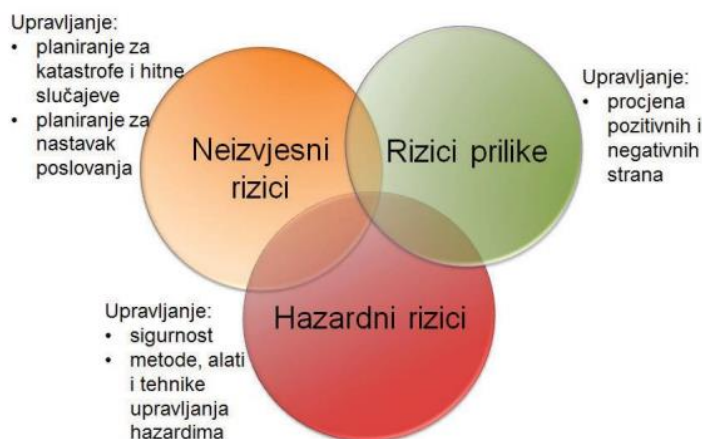 Upravljanje:
• planiranje za
katastrofe i hitne
slučajeve
• planiranje za
nastavak
poslovanja
Neizvjesni
rizici
Rizici prilike
Upravljanje:
• procjena
pozitivnih i
negativnih
strana
Hazardni rizici
Upravljanje:
• sigurnost
• metode, alati
i tehnike
upravljanja
hazardima